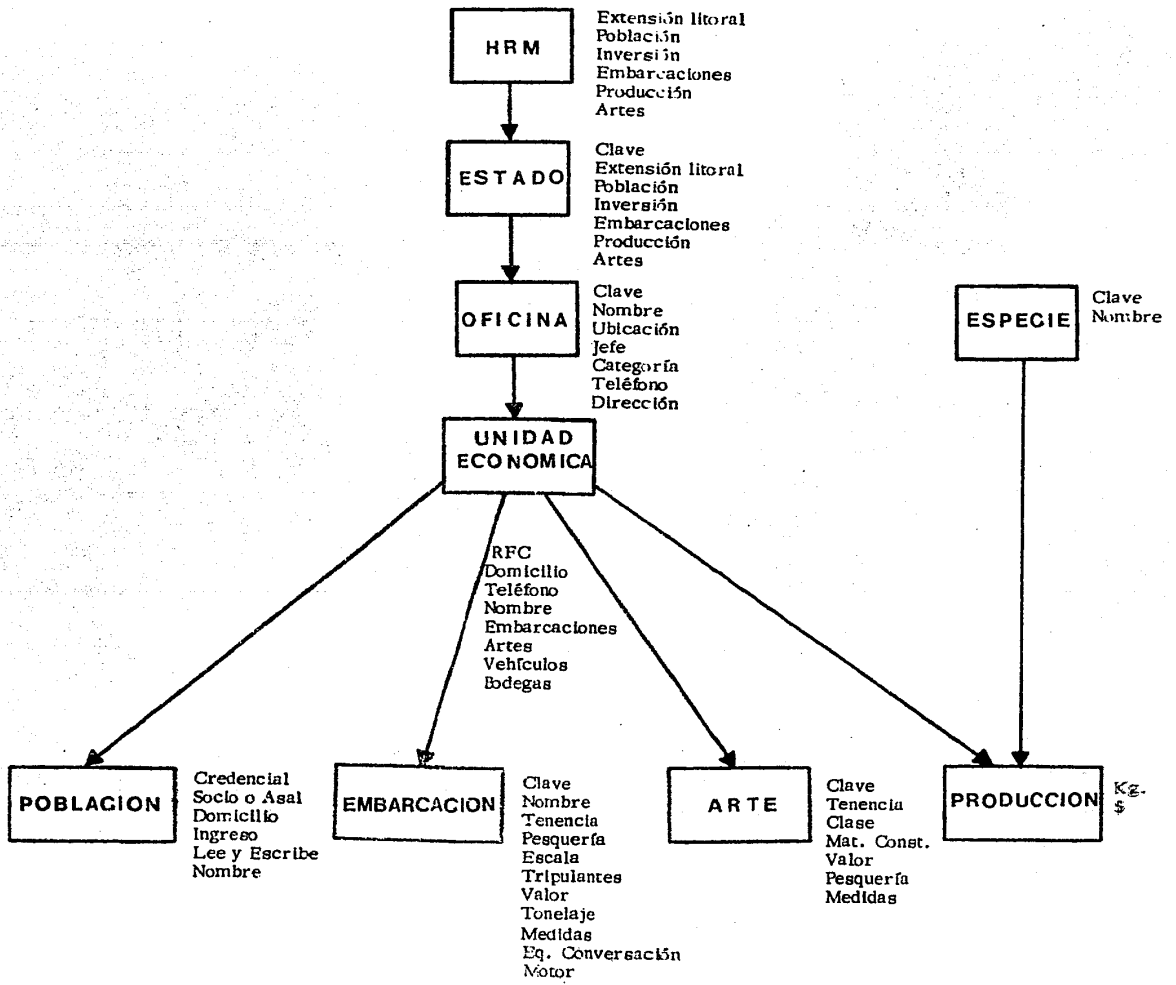 HRM
Extensión litoral
Población
Inversión
Embarcaciones
Producción
Artes
ESTADO
Clave
Extensión litoral
Población
Inversión
Embarcaciones
Producción
Artes
OFICINA
Clave
Nombre
Ubicación
Jefe
Categoría
Teléfono
Dirección
ESPECIE
Clave
Nombre
UNIDAD
ECONOMICA
RFC
Domicilio
Teléfono
Nombre
Embarcaciones
Artes
Vehículos
Bodegas
POBLACION
Credencial
Socio o Asal
Domicilio
Ingreso
Lee y Escribe
Nombre
EMBARCACION
Clave
Nombre
Tenencia
Pesquería
Escala
Tripulantes
Valor
Tonelaje
Medidas
Eq. Conversación
Motor
ARTE
Clave
Tenencia
Clase
Mat. Const.
Valor
Pesquería
Medidas
PRODUCCION
Kg.
$